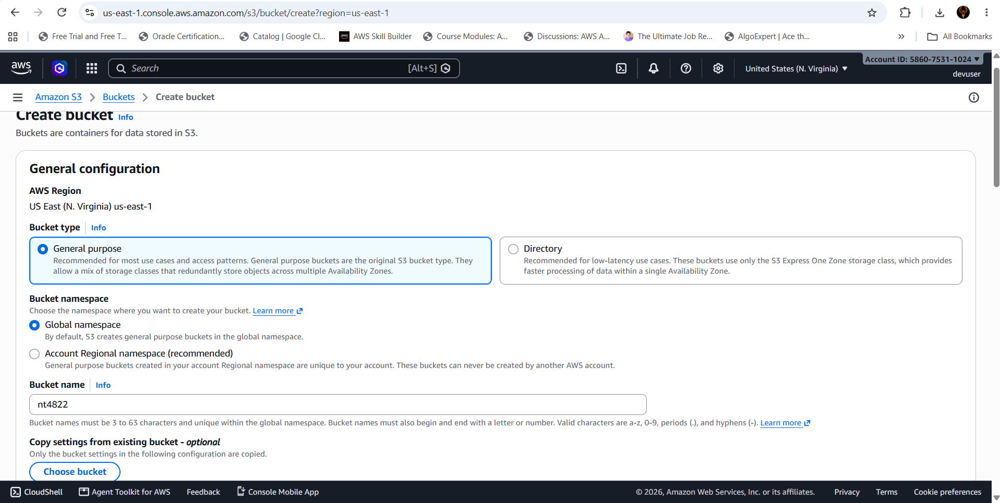 us-east-1.console.aws.amazon.com/s3/bucket/create?region=us-east-1
Free Trial and Free T... Oracle Certification... Catalog | Google Cl... aws AWS Skill Builder Course Modules: A... Discussions: AWS A... The Ultimate Job Re... AlgoExpert | Ace th... » All Bookmarks
aws Search [Alt+S] United States (N. Virginia) ▼ Account ID: 5860-7531-1024 ▼
devuser
Amazon S3 > Buckets > Create bucket
Create bucket Info
Buckets are containers for data stored in S3.
General configuration
AWS Region
US East (N. Virginia) us-east-1
Bucket type Info
General purpose
Recommended for most use cases and access patterns. General purpose buckets are the original S3 bucket type. They
allow a mix of storage classes that redundantly store objects across multiple Availability Zones.
Directory
Recommended for low-latency use cases. These buckets use only the S3 Express One Zone storage class, which provides
faster processing of data within a single Availability Zone.
Bucket namespace
Choose the namespace where you want to create your bucket. Learn more
Global namespace
By default, S3 creates general purpose buckets in the global namespace.
Account Regional namespace (recommended)
General purpose buckets created in your account Regional namespace are unique to your account. These buckets can never be created by another AWS account.
Bucket name Info
nt4822
Bucket names must be 3 to 63 characters and unique within the global namespace. Bucket names must also begin and end with a letter or number. Valid characters are a-z, 0-9, periods (.), and hyphens (-). Learn more
Copy settings from existing bucket - optional
Only the bucket settings in the following configuration are copied.
Choose bucket
CloudShell Agent Toolkit for AWS Feedback Console Mobile App © 2026, Amazon Web Services, Inc. or its affiliates. Privacy Terms Cookie preferences